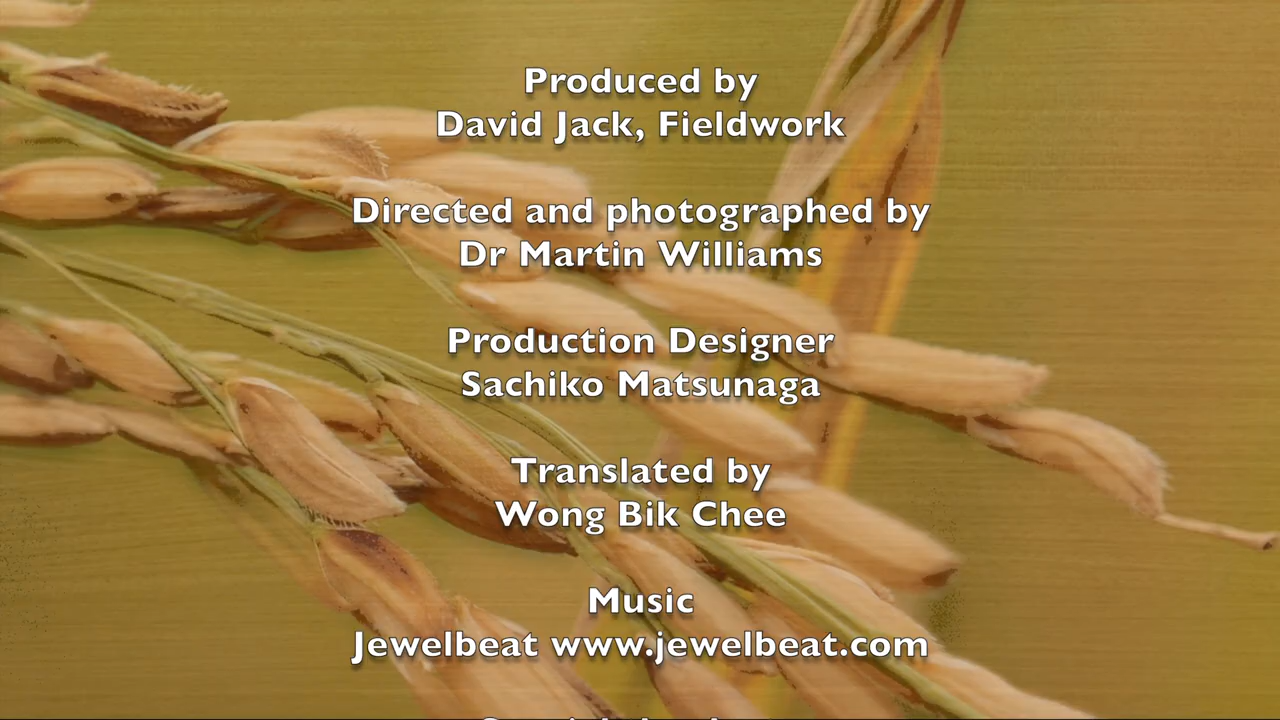 Produced by
David Jack, Fieldwork
Directed and photographed by
Dr Martin Williams
Production Designer
Sachiko Matsunaga
Translated by
Wong Bik Chee
Music
Jewelbeat www.jewelbeat.com